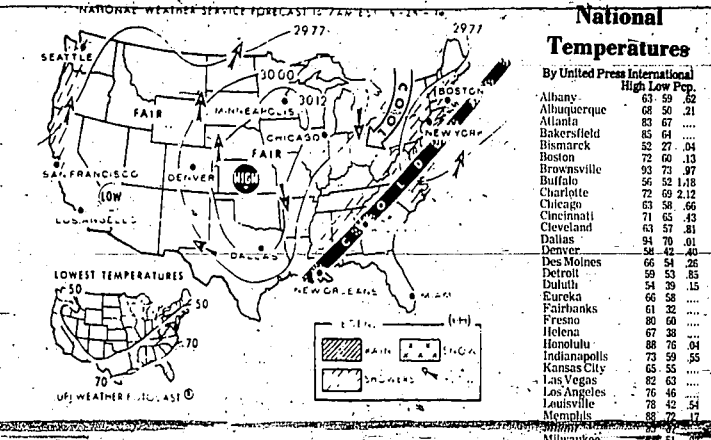 NATIONAL WEATHER SERVICE FORECAST to 7AM EST
2977
2977
SEATTLE
3000
3012
BOSTON
MINNEAPOLIS
FAIR
COOL
NEW YORK
CHICAGO
FAIR
SAN FRANCISCO
DENVER
HIGH
LOW
LOS ANGELES
COLD
DALLAS
NEW ORLEANS
MIAMI
LOWEST TEMPERATURES
50
50
70
70
UPI WEATHER FOTOCAST ®
LEGEND
RAIN
SNOW
SHOWERS
National
Temperatures
By United Press International
High Low Pcp.
Albany 63 59 .62
Albuquerque 68 50 .21
Atlanta 83 67 ....
Bakersfield 85 64 ....
Bismarck 52 27 .04
Boston 72 60 .13
Brownsville 93 73 .97
Buffalo 56 52 1.18
Charlotte 72 69 2.12
Chicago 63 58 .66
Cincinnati 71 65 .43
Cleveland 63 57 .81
Dallas 94 70 .01
Denver 58 42 .40
Des Moines 66 54 .26
Detroit 59 53 .85
Duluth 54 39 .15
Eureka 66 58 ....
Fairbanks 61 32 ....
Fresno 80 60 ....
Helena 67 38 ....
Honolulu 88 76 .04
Indianapolis 73 59 .55
Kansas City 65 55 ....
Las Vegas 82 63 ....
Los Angeles 76 46 ....
Louisville 78 42 .54
Memphis 88 72 .17
Milwaukee 51